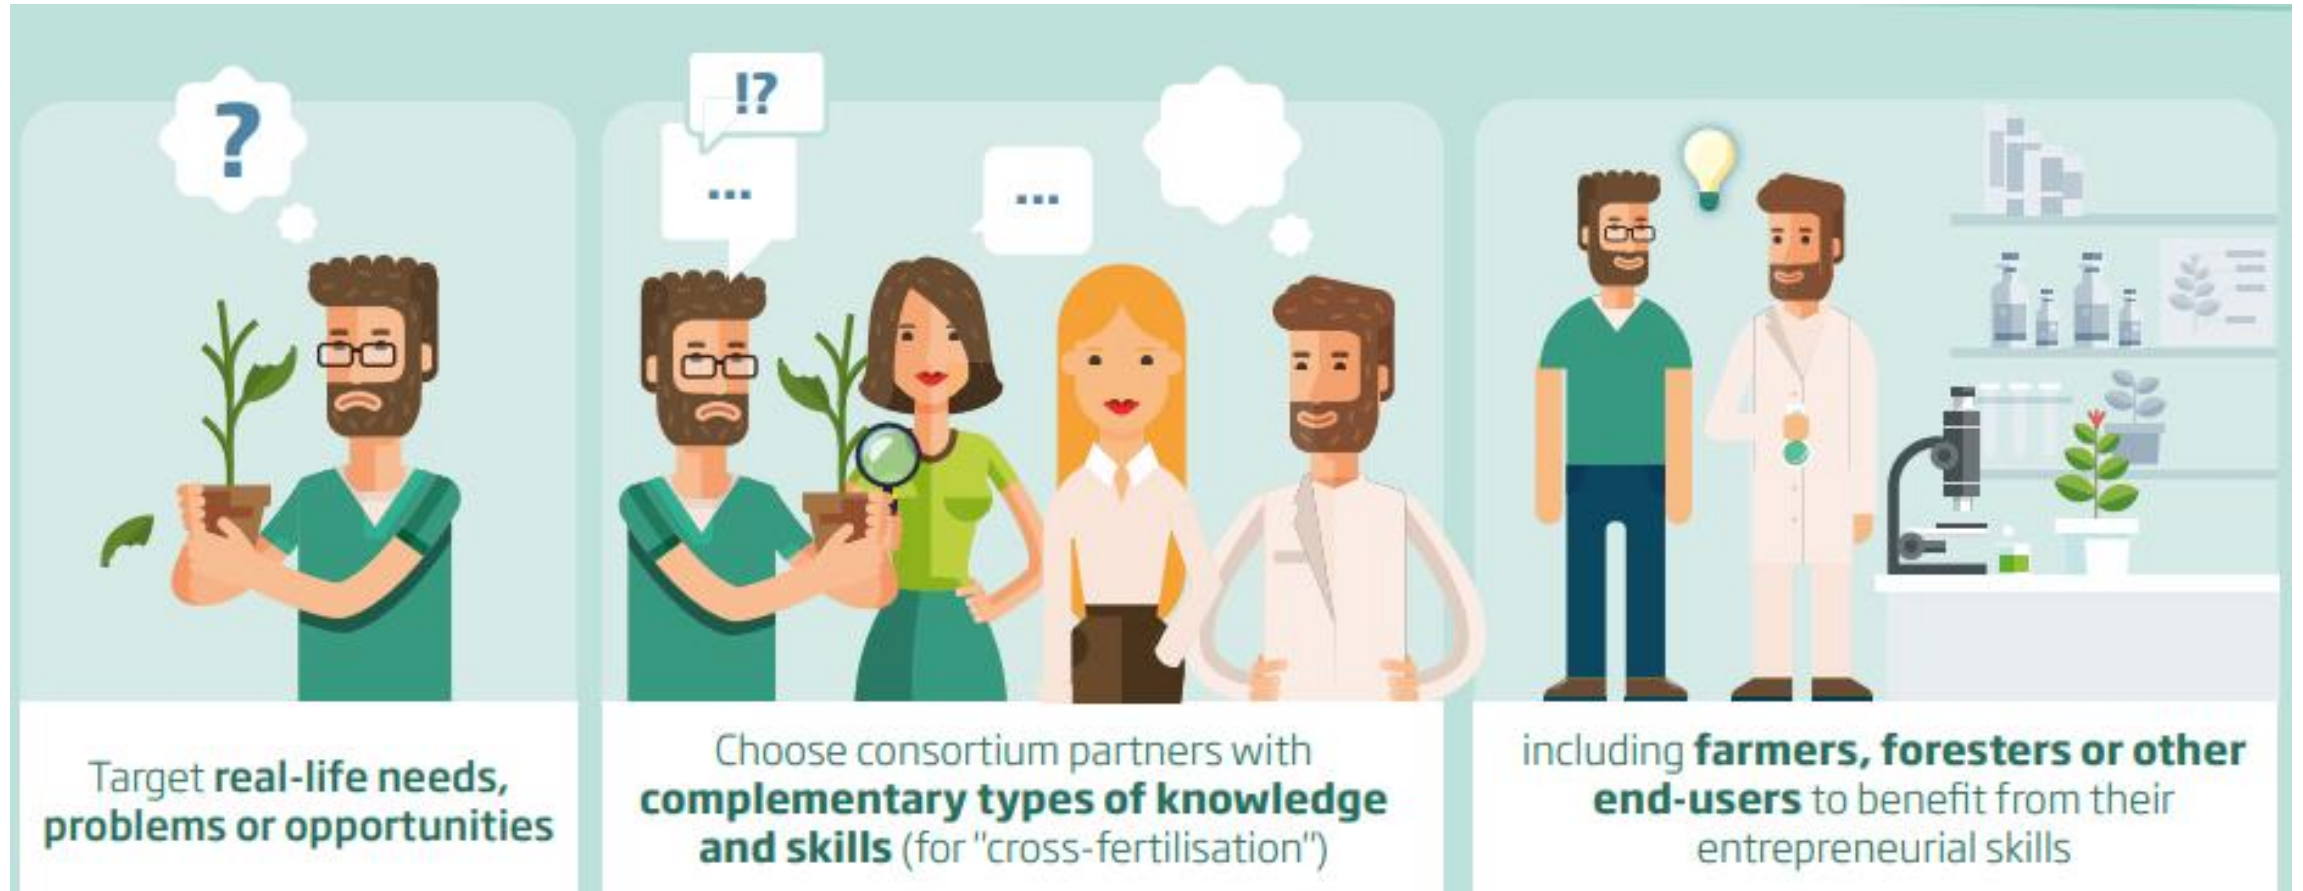 ?
!?
...
...
Target real-life needs,
problems or opportunities
Choose consortium partners with
complementary types of knowledge
and skills (for "cross-fertilisation")
including farmers, foresters or other
end-users to benefit from their
entrepreneurial skills